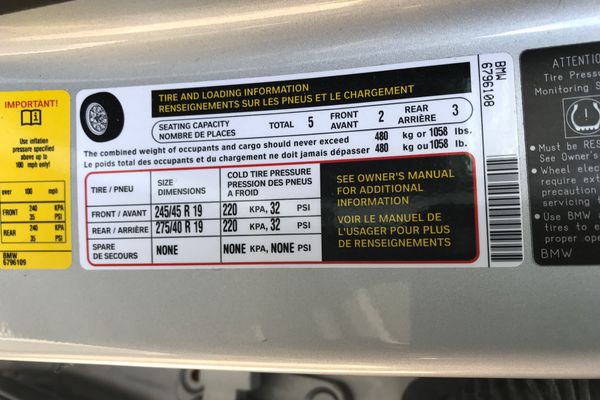 IMPORTANT!
Use inflation
pressure specified
above up to
100 mph only!
over 100 mph
FRONT 240 KPA
35 PSI
REAR 240 KPA
35 PSI
BMW
6796109
TIRE AND LOADING INFORMATION
RENSEIGNEMENTS SUR LES PNEUS ET LE CHARGEMENT
SEATING CAPACITY TOTAL 5 FRONT 2 REAR 3
NOMBRE DE PLACES AVANT ARRIÈRE
The combined weight of occupants and cargo should never exceed 480 kg or 1058 lbs.
Le poids total des occupants et du chargement ne doit jamais dépasser 480 kg ou 1058 lb.
TIRE / PNEU SIZE COLD TIRE PRESSURE
DIMENSIONS PRESSION DES PNEUS
A FROID
FRONT / AVANT 245/45 R 19 220 KPA, 32 PSI
REAR / ARRIÈRE 275/40 R 19 220 KPA, 32 PSI
SPARE NONE NONE KPA, NONE PSI
DE SECOURS
SEE OWNER'S MANUAL
FOR ADDITIONAL
INFORMATION
VOIR LE MANUEL DE
L'USAGER POUR PLUS
DE RENSEIGNEMENTS
BMW
6791608
ATTENTIO
Tire Pressu
Monitoring S
Must be RES
See Owner's
Wheel elect
require ext
precaution
servicing t
Use BMW a
tires to e
proper ope
BMW